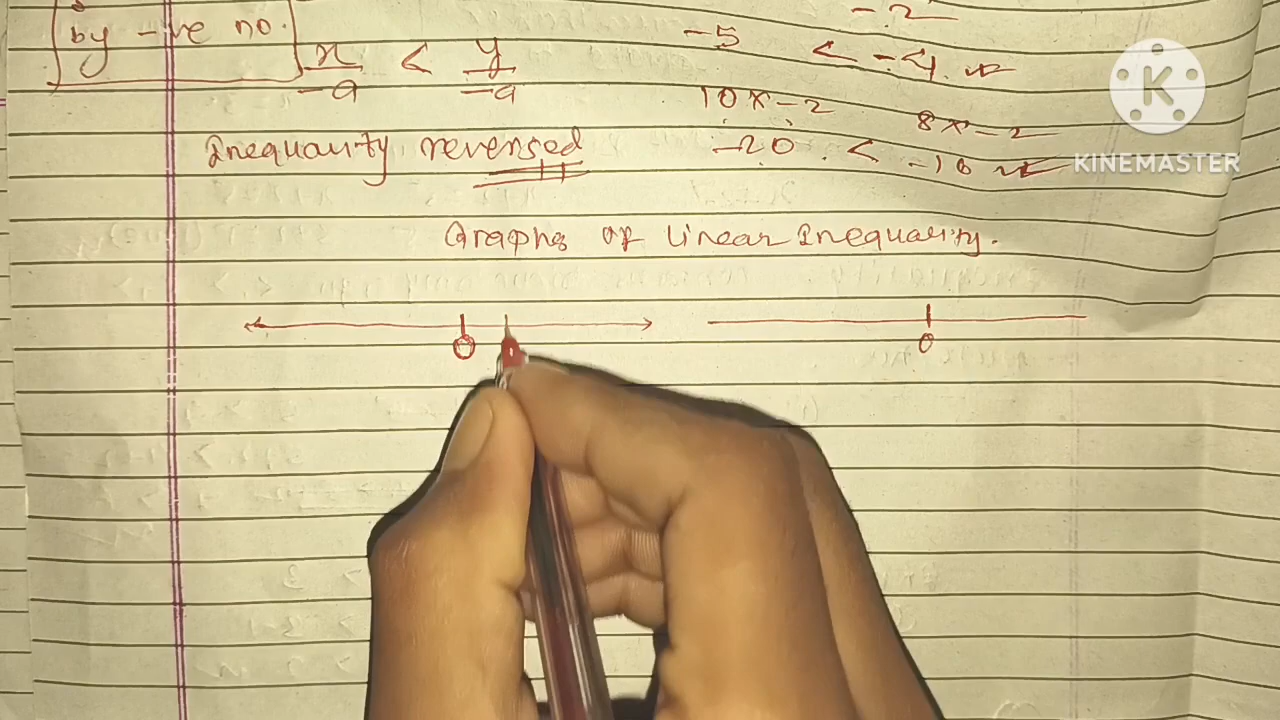 by -ve no.
x/-a < y/-a
-2
-5 < -4
10x-2 8x-2
-20 < -16
Inequality reversed
Graphs of linear Inequality.
0 0
K
KINEMASTER